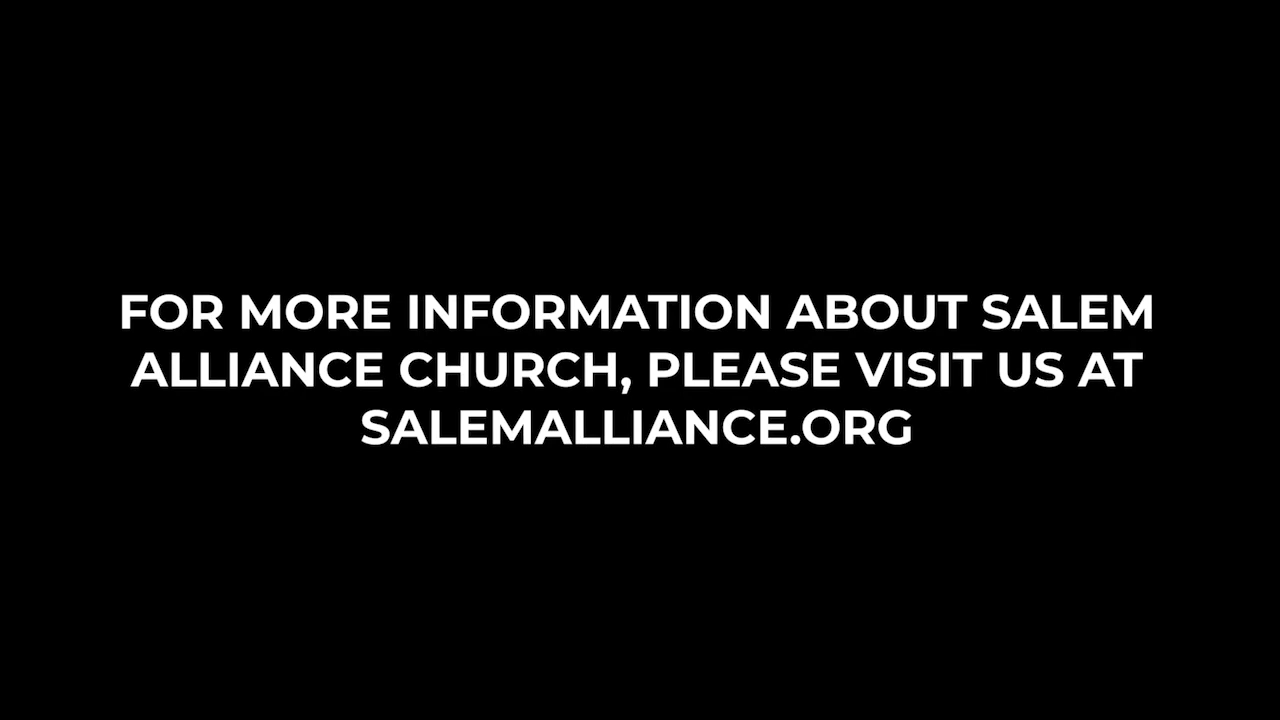 FOR MORE INFORMATION ABOUT SALEM
ALLIANCE CHURCH, PLEASE VISIT US AT
SALEMALLIANCE.ORG